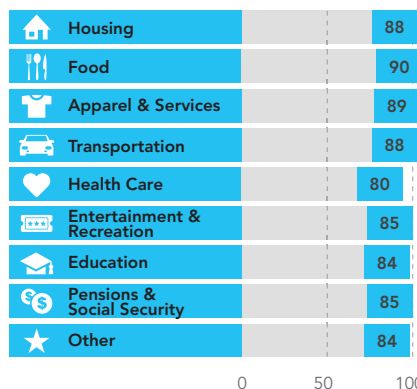 Housing 88
Food 90
Apparel & Services 89
Transportation 88
Health Care 80
Entertainment &
Recreation 85
Education 84
Pensions &
Social Security 85
Other 84
0 50 100